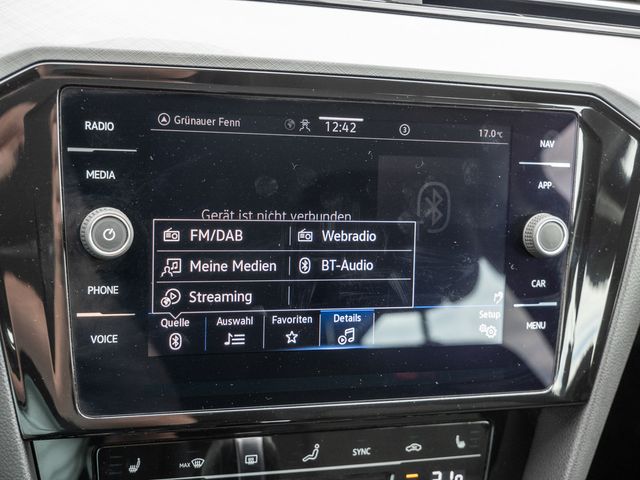 RADIO
MEDIA
PHONE
VOICE
Grünauer Fenn
12:42
3
17.0°C
Gerät ist nicht verbunden
FM/DAB
Webradio
Meine Medien
BT-Audio
Streaming
Quelle
Auswahl
Favoriten
Details
Setup
NAV
APP
CAR
MENU
MAX
SYNC